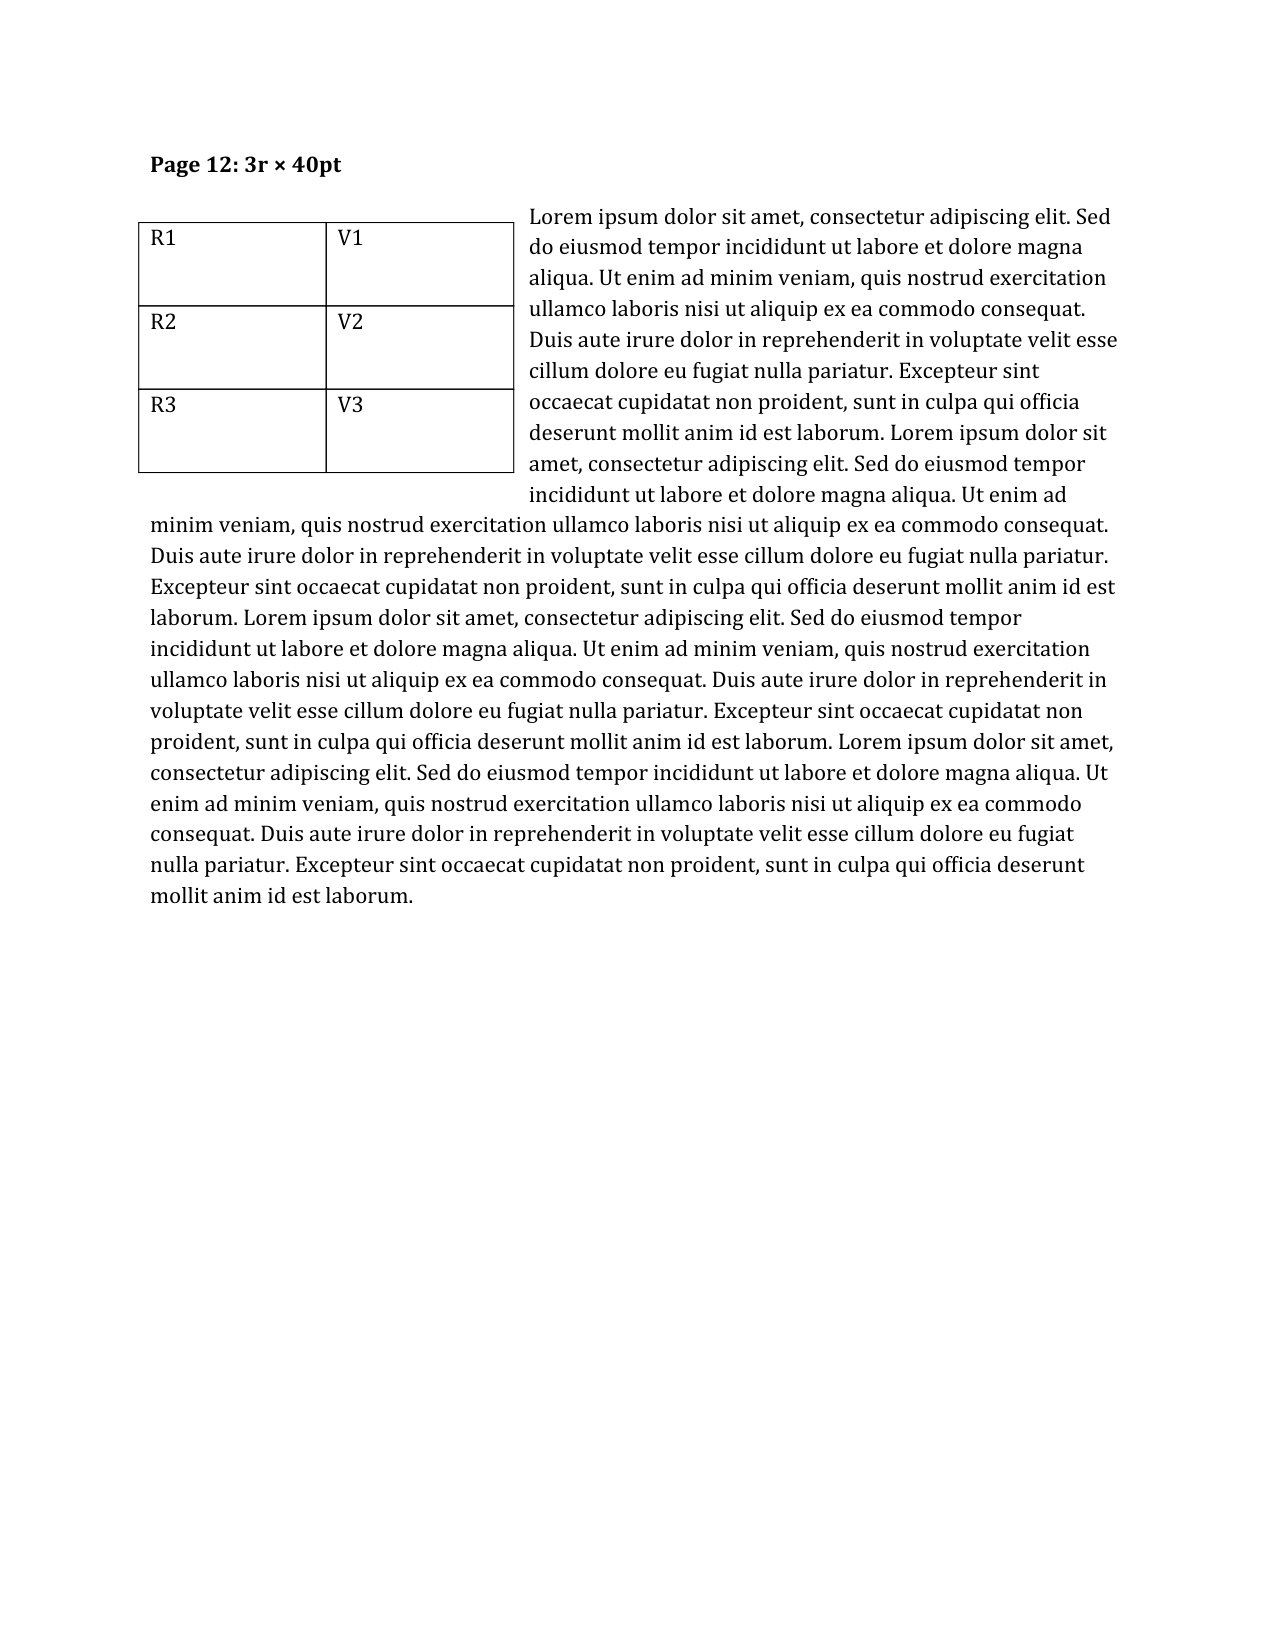 Page 12: 3r × 40pt
R1 V1
R2 V2
R3 V3
Lorem ipsum dolor sit amet, consectetur adipiscing elit. Sed
do eiusmod tempor incididunt ut labore et dolore magna
aliqua. Ut enim ad minim veniam, quis nostrud exercitation
ullamco laboris nisi ut aliquip ex ea commodo consequat.
Duis aute irure dolor in reprehenderit in voluptate velit esse
cillum dolore eu fugiat nulla pariatur. Excepteur sint
occaecat cupidatat non proident, sunt in culpa qui officia
deserunt mollit anim id est laborum. Lorem ipsum dolor sit
amet, consectetur adipiscing elit. Sed do eiusmod tempor
incididunt ut labore et dolore magna aliqua. Ut enim ad
minim veniam, quis nostrud exercitation ullamco laboris nisi ut aliquip ex ea commodo consequat.
Duis aute irure dolor in reprehenderit in voluptate velit esse cillum dolore eu fugiat nulla pariatur.
Excepteur sint occaecat cupidatat non proident, sunt in culpa qui officia deserunt mollit anim id est
laborum. Lorem ipsum dolor sit amet, consectetur adipiscing elit. Sed do eiusmod tempor
incididunt ut labore et dolore magna aliqua. Ut enim ad minim veniam, quis nostrud exercitation
ullamco laboris nisi ut aliquip ex ea commodo consequat. Duis aute irure dolor in reprehenderit in
voluptate velit esse cillum dolore eu fugiat nulla pariatur. Excepteur sint occaecat cupidatat non
proident, sunt in culpa qui officia deserunt mollit anim id est laborum. Lorem ipsum dolor sit amet,
consectetur adipiscing elit. Sed do eiusmod tempor incididunt ut labore et dolore magna aliqua. Ut
enim ad minim veniam, quis nostrud exercitation ullamco laboris nisi ut aliquip ex ea commodo
consequat. Duis aute irure dolor in reprehenderit in voluptate velit esse cillum dolore eu fugiat
nulla pariatur. Excepteur sint occaecat cupidatat non proident, sunt in culpa qui officia deserunt
mollit anim id est laborum.